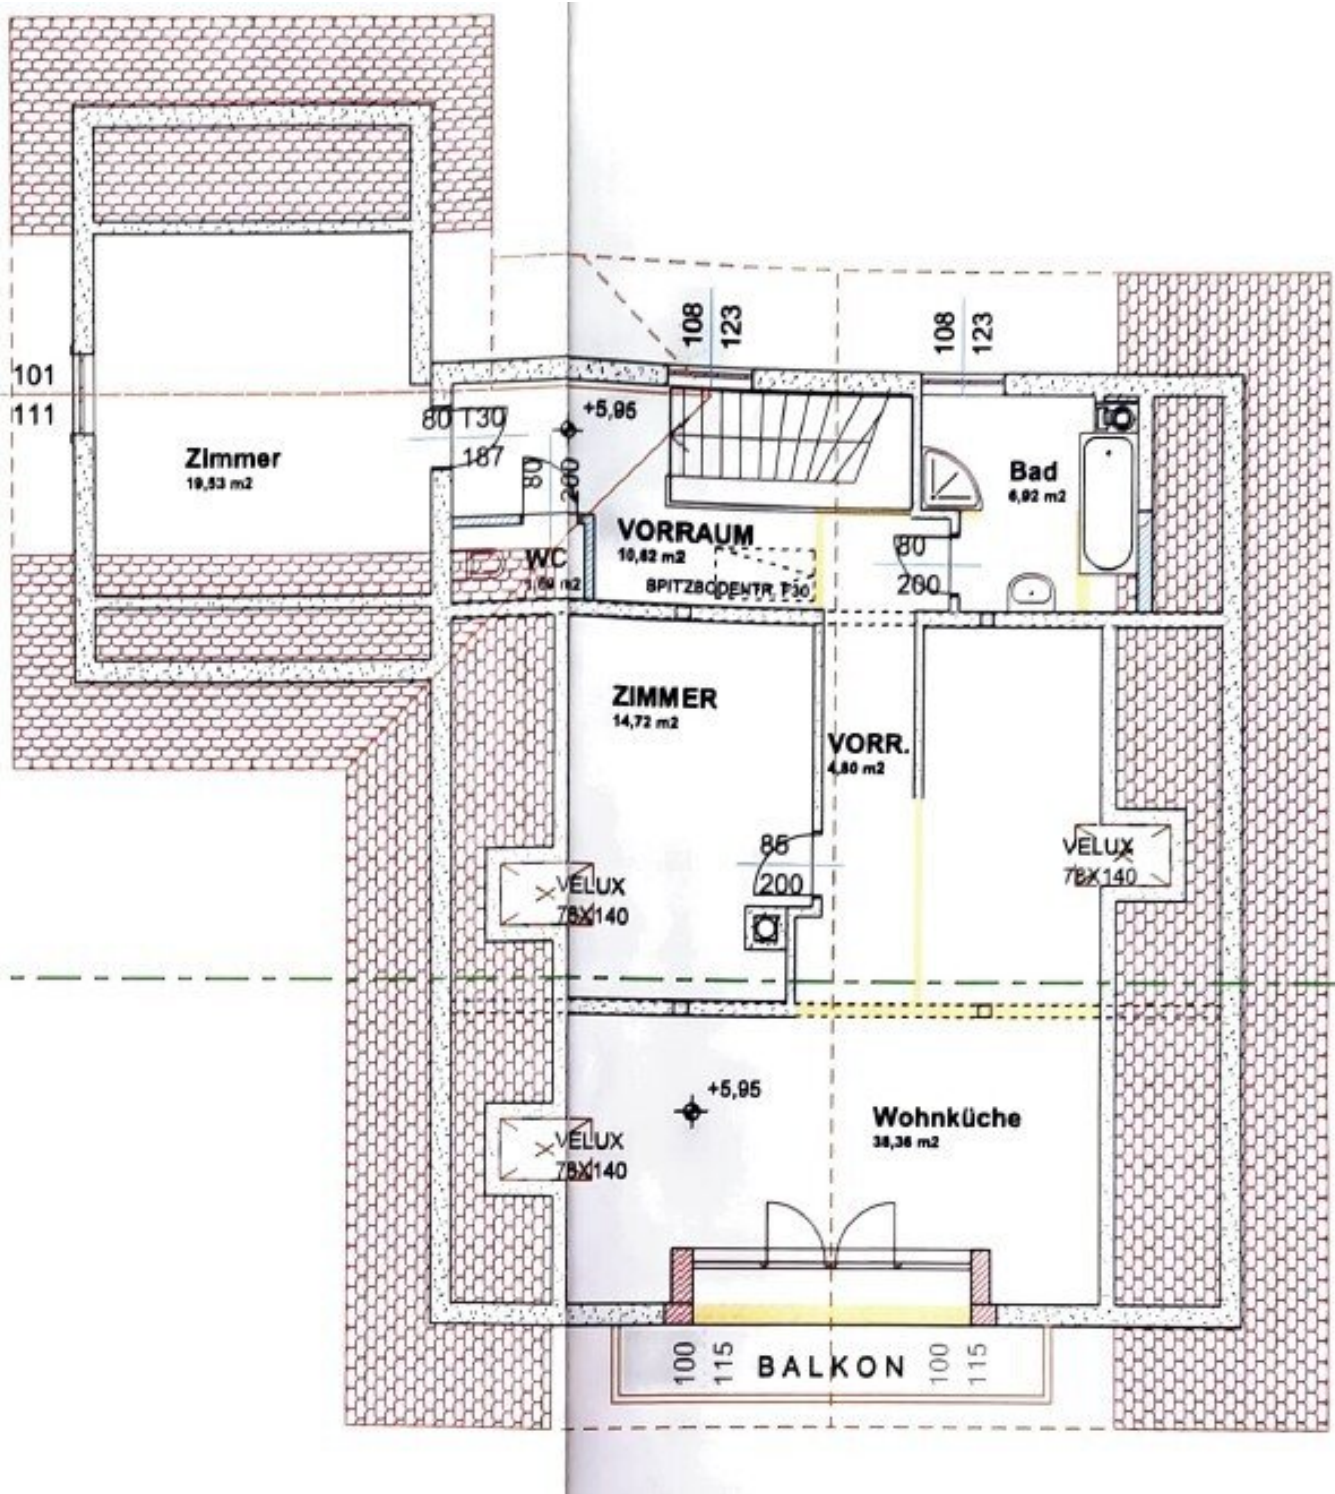 108
123
108
123
101
111
80 T30
187
+5,95
80
200
Zimmer
19,53 m2
Bad
6,92 m2
VORRAUM
10,62 m2
SPITZBODENTR. T30
WC
80
200
ZIMMER
14,72 m2
VORR.
4,80 m2
85
200
VELUX
78X140
VELUX
78X140
+5,95
Wohnküche
38,36 m2
VELUX
78X140
100
115
BALKON
100
115